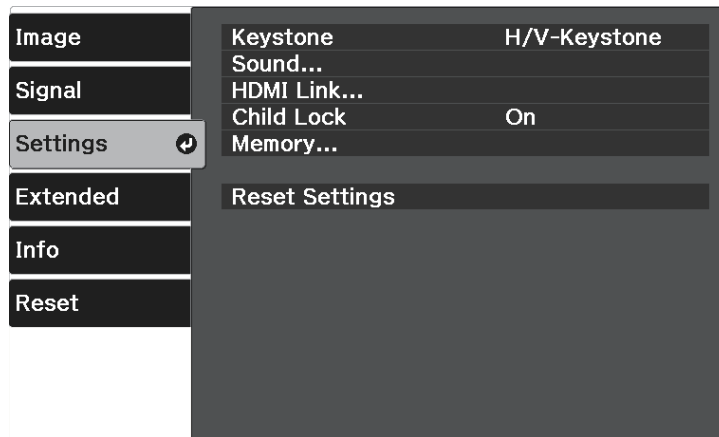 Image
Signal
Settings
Extended
Info
Reset
Keystone H/V-Keystone
Sound...
HDMI Link...
Child Lock On
Memory...
Reset Settings